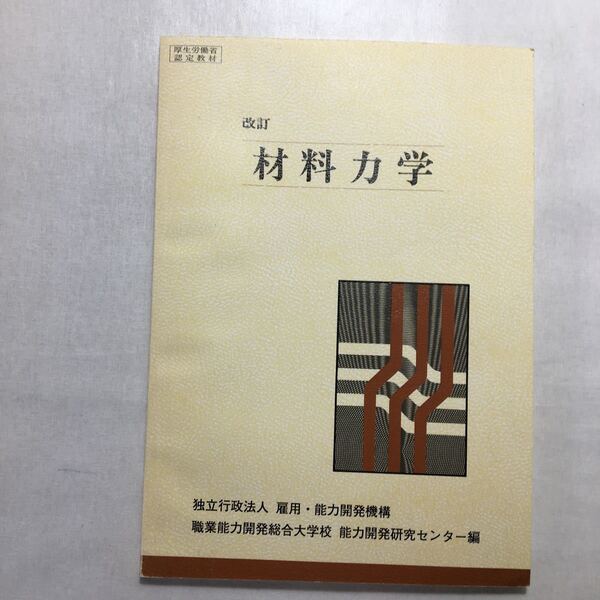 厚生労働省
認定教材
改訂
材料力学
独立行政法人 雇用・能力開発機構
職業能力開発総合大学校 能力開発研究センター編